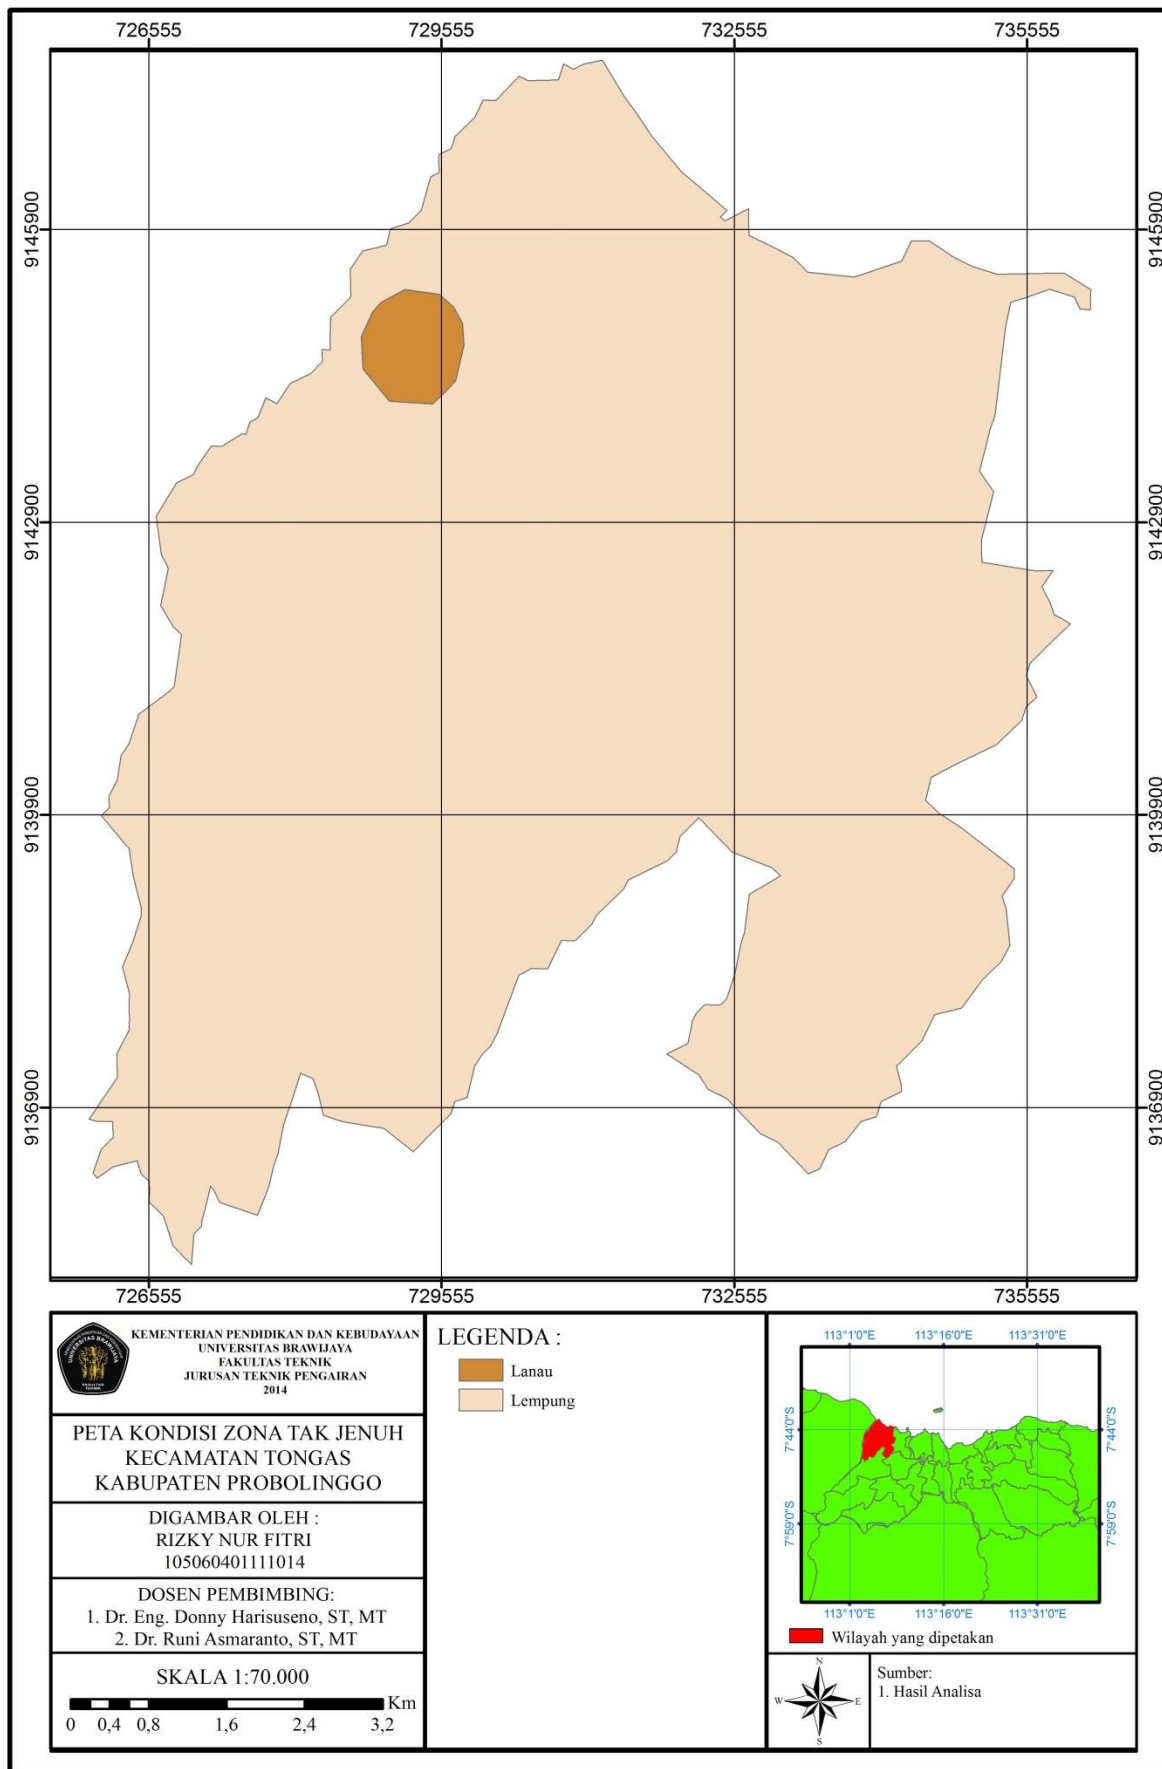 726555 729555 732555 735555
9145900 9145900
9142900 9142900
9139900 9139900
9136900 9136900
726555 729555 732555 735555
UNIVERSITAS BRAWIJAYA
FAKULTAS
TEKNIK
KEMENTERIAN PENDIDIKAN DAN KEBUDAYAAN
UNIVERSITAS BRAWIJAYA
FAKULTAS TEKNIK
JURUSAN TEKNIK PENGAIRAN
2014
PETA KONDISI ZONA TAK JENUH
KECAMATAN TONGAS
KABUPATEN PROBOLINGGO
DIGAMBAR OLEH :
RIZKY NUR FITRI
105060401111014
DOSEN PEMBIMBING:
1. Dr. Eng. Donny Harisuseno, ST, MT
2. Dr. Runi Asmaranto, ST, MT
SKALA 1:70.000
Km
0 0,4 0,8 1,6 2,4 3,2
LEGENDA :
Lanau
Lempung
113°1'0"E 113°16'0"E 113°31'0"E
7°44'0"S 7°44'0"S
7°59'0"S 7°59'0"S
113°1'0"E 113°16'0"E 113°31'0"E
Wilayah yang dipetakan
N
W E
S
Sumber:
1. Hasil Analisa